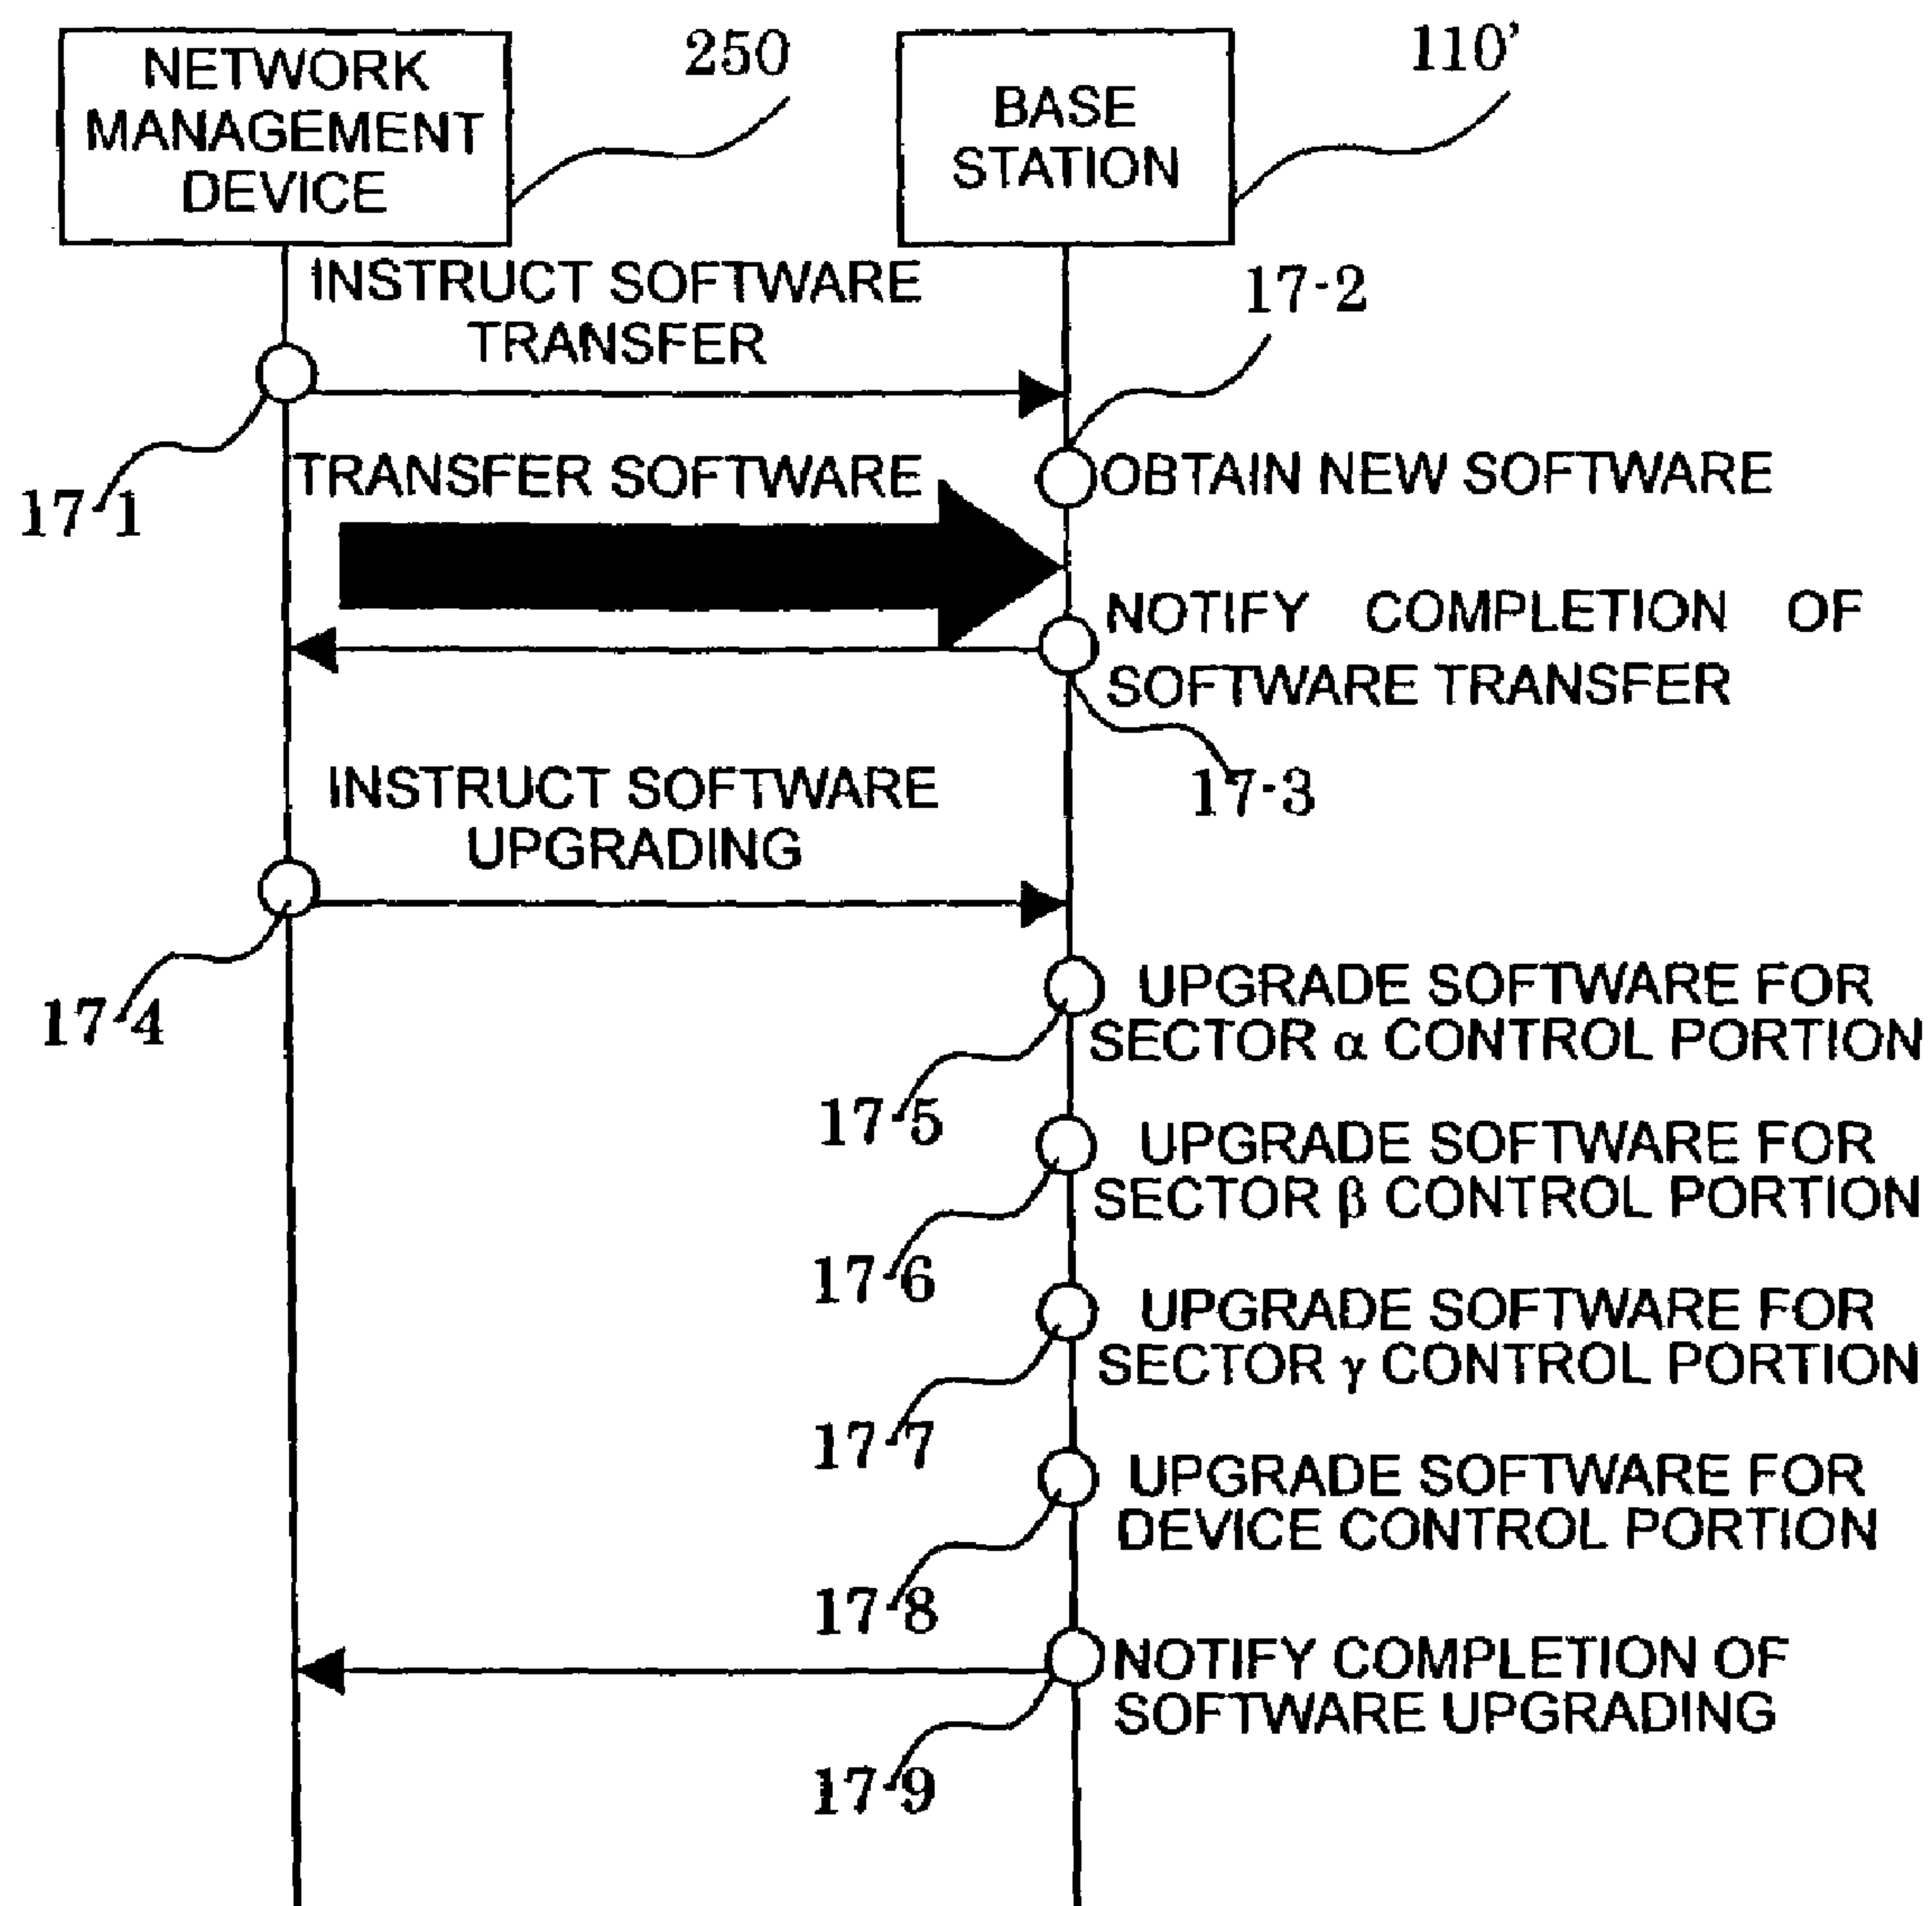 NETWORK
MANAGEMENT
DEVICE
250
BASE
STATION
110'
INSTRUCT SOFTWARE
TRANSFER
17-2
17-1
TRANSFER SOFTWARE
OBTAIN NEW SOFTWARE
NOTIFY COMPLETION OF
SOFTWARE TRANSFER
17-3
INSTRUCT SOFTWARE
UPGRADING
17-4
UPGRADE SOFTWARE FOR
SECTOR α CONTROL PORTION
17-5
UPGRADE SOFTWARE FOR
SECTOR β CONTROL PORTION
17-6
UPGRADE SOFTWARE FOR
SECTOR γ CONTROL PORTION
17-7
UPGRADE SOFTWARE FOR
DEVICE CONTROL PORTION
17-8
NOTIFY COMPLETION OF
SOFTWARE UPGRADING
17-9